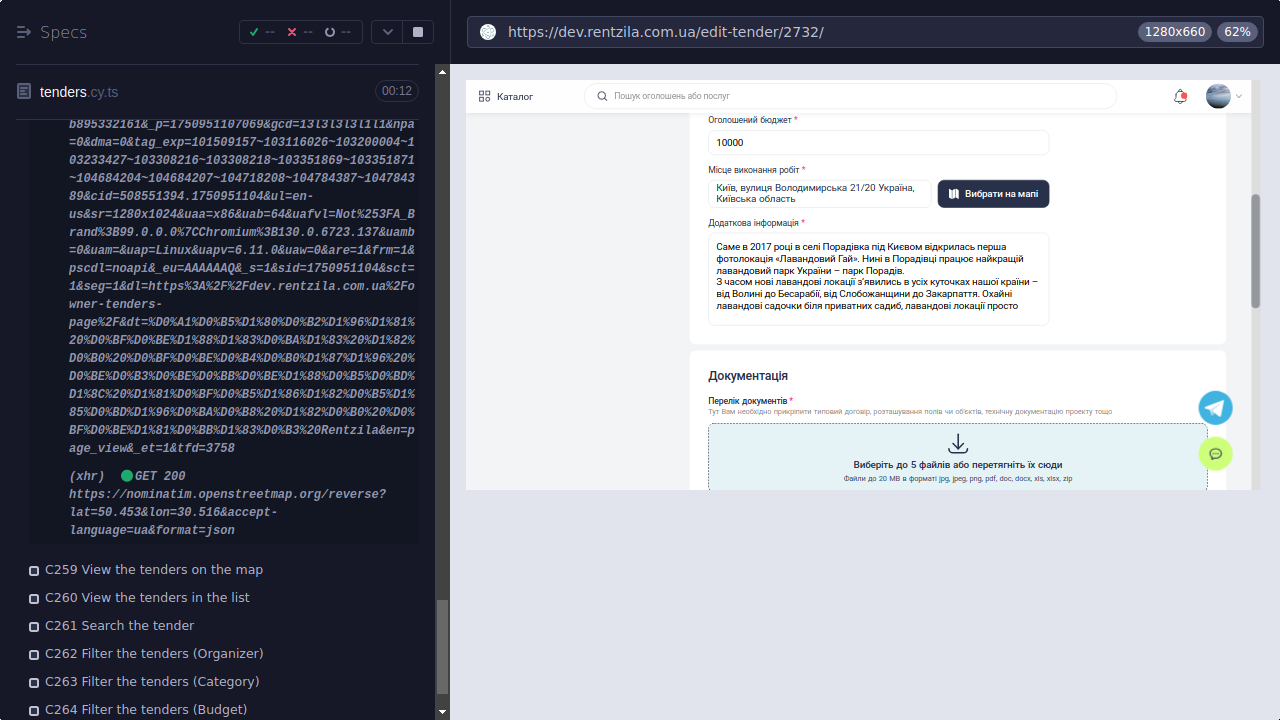 Specs
✓ --
✕ --
--
tenders.cy.ts
00:12
b895332161&_p=1750951107069&gcd=13l3l3l3l1l1&npa
=0&dma=0&tag_exp=101509157~103116026~103200004~1
03233427~103308216~103308218~103351869~103351871
~104684204~104684207~104718208~104784387~1047843
89&cid=508551394.1750951104&ul=en-
us&sr=1280x1024&uaa=x86&uab=64&uafvl=Not%253FA_B
rand%3B99.0.0.0%7CChromium%3B130.0.6723.137&uamb
=0&uam=&uap=Linux&uapv=6.11.0&uaw=0&are=1&frm=1&
pscdl=noapi&_eu=AAAAAAQ&_s=1&sid=1750951104&sct=
1&seg=1&dl=https%3A%2F%2Fdev.rentzila.com.ua%2Fo
wner-tenders-
page%2F&dt=%D0%A1%D0%B5%D1%80%D0%B2%D1%96%D1%81%
20%D0%BF%D0%BE%D1%88%D1%83%D0%BA%D1%83%20%D1%82%
D0%B0%20%D0%BF%D0%BE%D0%B4%D0%B0%D1%87%D1%96%20%
D0%BE%D0%B3%D0%BE%D0%BB%D0%BE%D1%88%D0%B5%D0%BD%
D1%8C%20%D1%81%D0%BF%D0%B5%D1%86%D1%82%D0%B5%D1%
85%D0%BD%D1%96%D0%BA%D0%B8%20%D1%82%D0%B0%20%D0%
BF%D0%BE%D1%81%D0%BB%D1%83%D0%B3%20Rentzila&en=p
age_view&_et=1&tfd=3758
(xhr) GET 200
https://nominatim.openstreetmap.org/reverse?
lat=50.453&lon=30.516&accept-
language=ua&format=json
C259 View the tenders on the map
C260 View the tenders in the list
C261 Search the tender
C262 Filter the tenders (Organizer)
C263 Filter the tenders (Category)
C264 Filter the tenders (Budget)
https://dev.rentzila.com.ua/edit-tender/2732/
1280x660
62%
Каталог
Пошук оголошень або послуг
Оголошений бюджет *
10000
Місце виконання робіт *
Київ, вулиця Володимирська 21/20 Україна,
Київська область
Вибрати на мапі
Додаткова інформація *
Саме в 2017 році в селі Порадівка під Києвом відкрилась перша
фотолокація «Лавандовий Гай». Нині в Порадівці працює найкращій
лавандовий парк України – парк Порадів.
З часом нові лавандові локації з'явились в усіх куточках нашої країни –
від Волині до Бесарабії, від Слобожанщини до Закарпаття. Охайні
лавандові садочки біля приватних садиб, лавандові локації просто
Документація
Перелік документів *
Тут Вам необхідно прикріпити типовий договір, розташування полів чи об'єктів, технічну документацію проекту тощо
Виберіть до 5 файлів або перетягніть їх сюди
Файли до 20 MB в форматі jpg, jpeg, png, pdf, doc, docx, xls, xlsx, zip